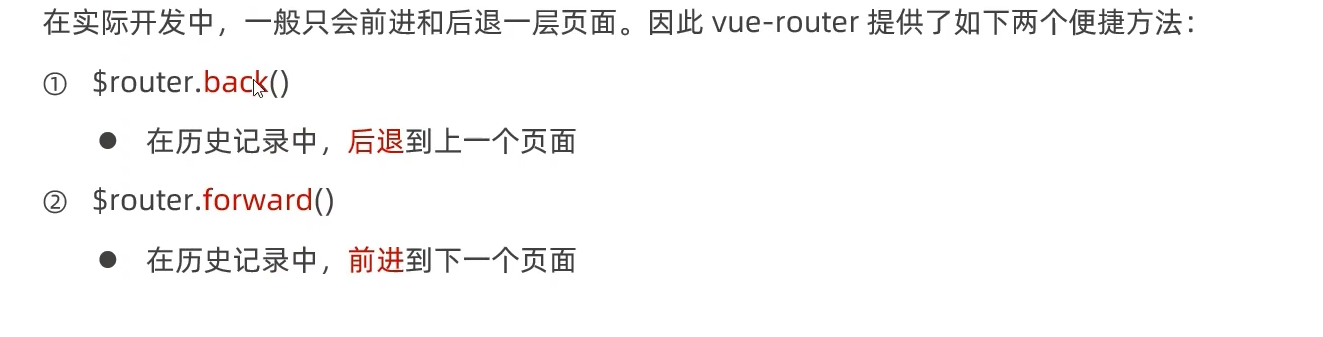 在实际开发中，一般只会前进和后退一层页面。因此 vue-router 提供了如下两个便捷方法：
① $router.back()
● 在历史记录中，后退到上一个页面
② $router.forward()
● 在历史记录中，前进到下一个页面